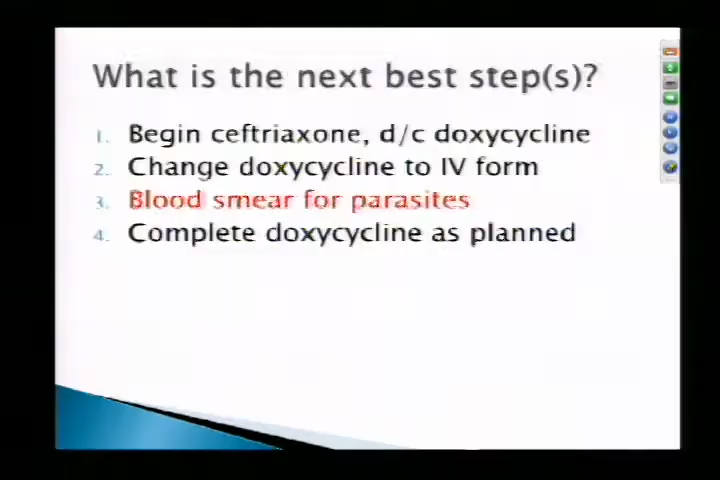 What is the next best step(s)?
1. Begin ceftriaxone, d/c doxycycline
2. Change doxycycline to IV form
3. Blood smear for parasites
4. Complete doxycycline as planned